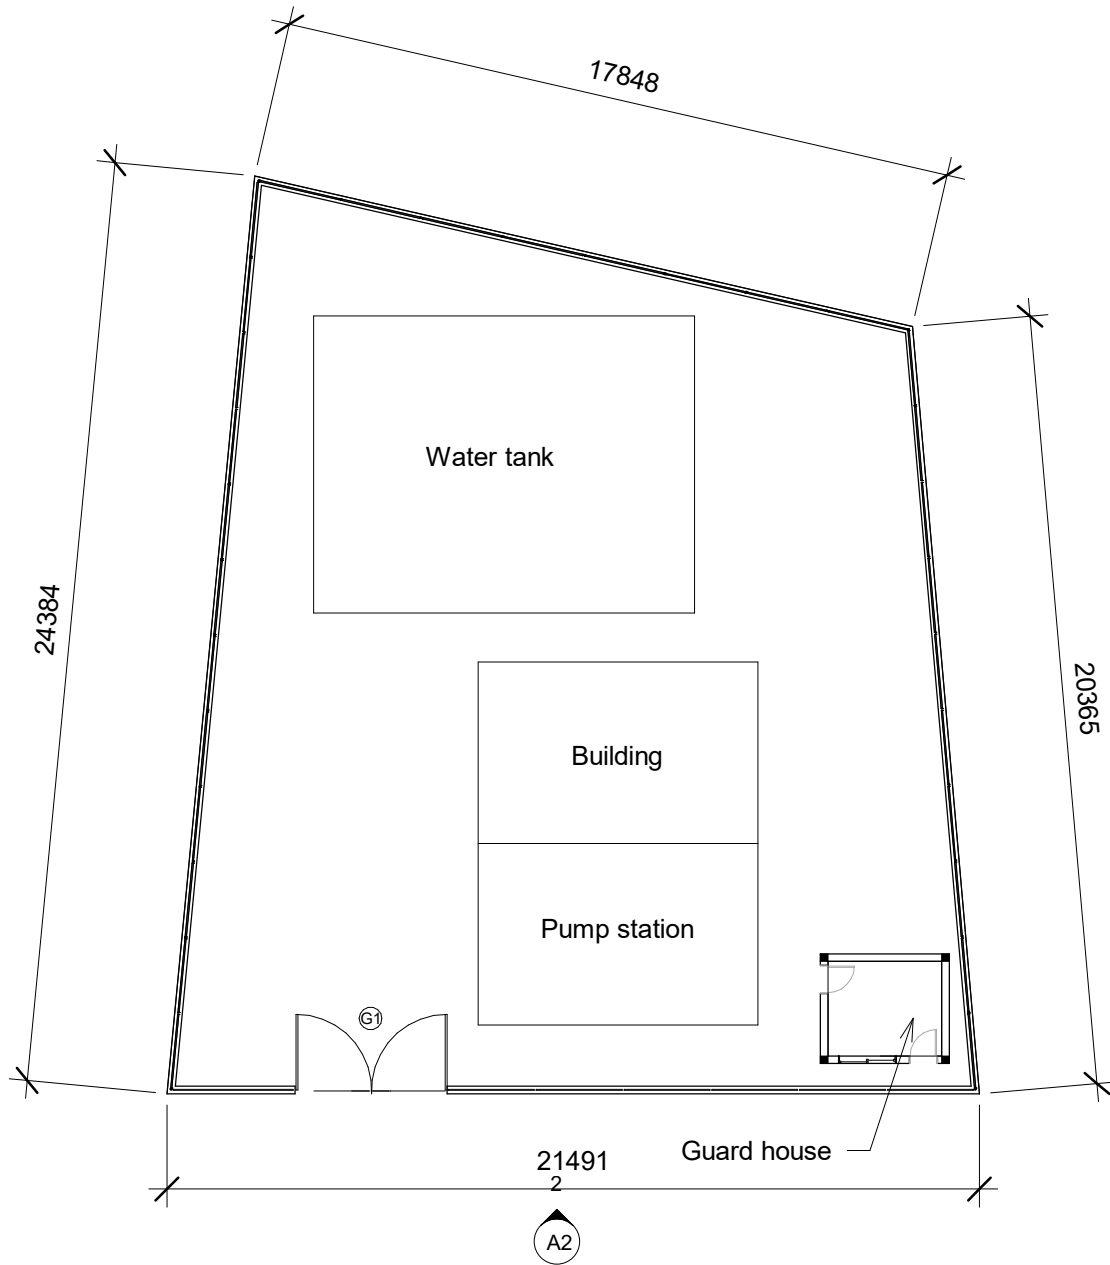 17848
24384
Water tank
20365
Building
Pump station
G1
Guard house
21491
2
A2